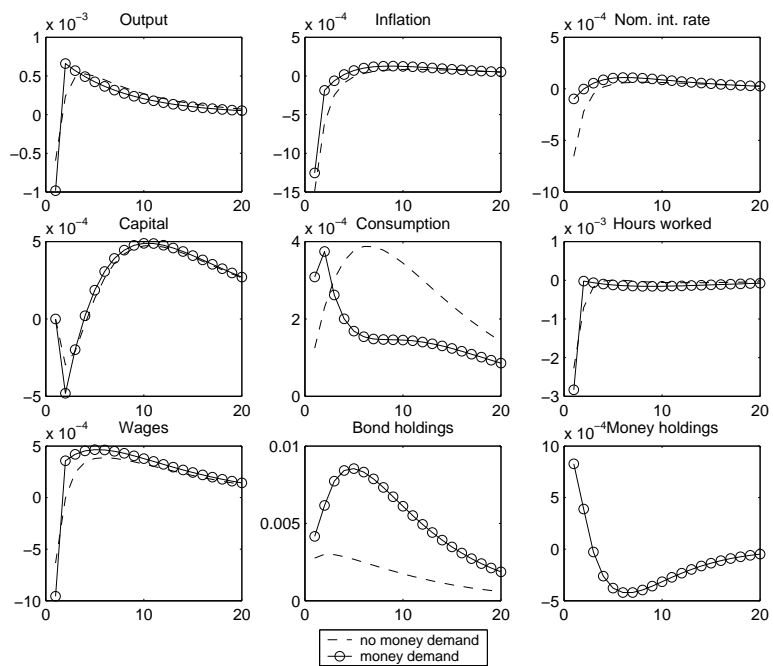 x 10⁻³ Output
1
0.5
0
−0.5
−1
0 10 20
x 10⁻⁴ Inflation
5
0
−5
−10
−15
0 10 20
x 10⁻⁴ Nom. int. rate
5
0
−5
−10
0 10 20
x 10⁻⁴ Capital
5
0
−5
0 10 20
x 10⁻⁴ Consumption
4
2
0
0 10 20
x 10⁻³ Hours worked
1
0
−1
−2
−3
0 10 20
x 10⁻⁴ Wages
5
0
−5
−10
0 10 20
Bond holdings
0.01
0.005
0
0 10 20
x 10⁻⁴ Money holdings
10
5
0
−5
0 10 20
no money demand
money demand